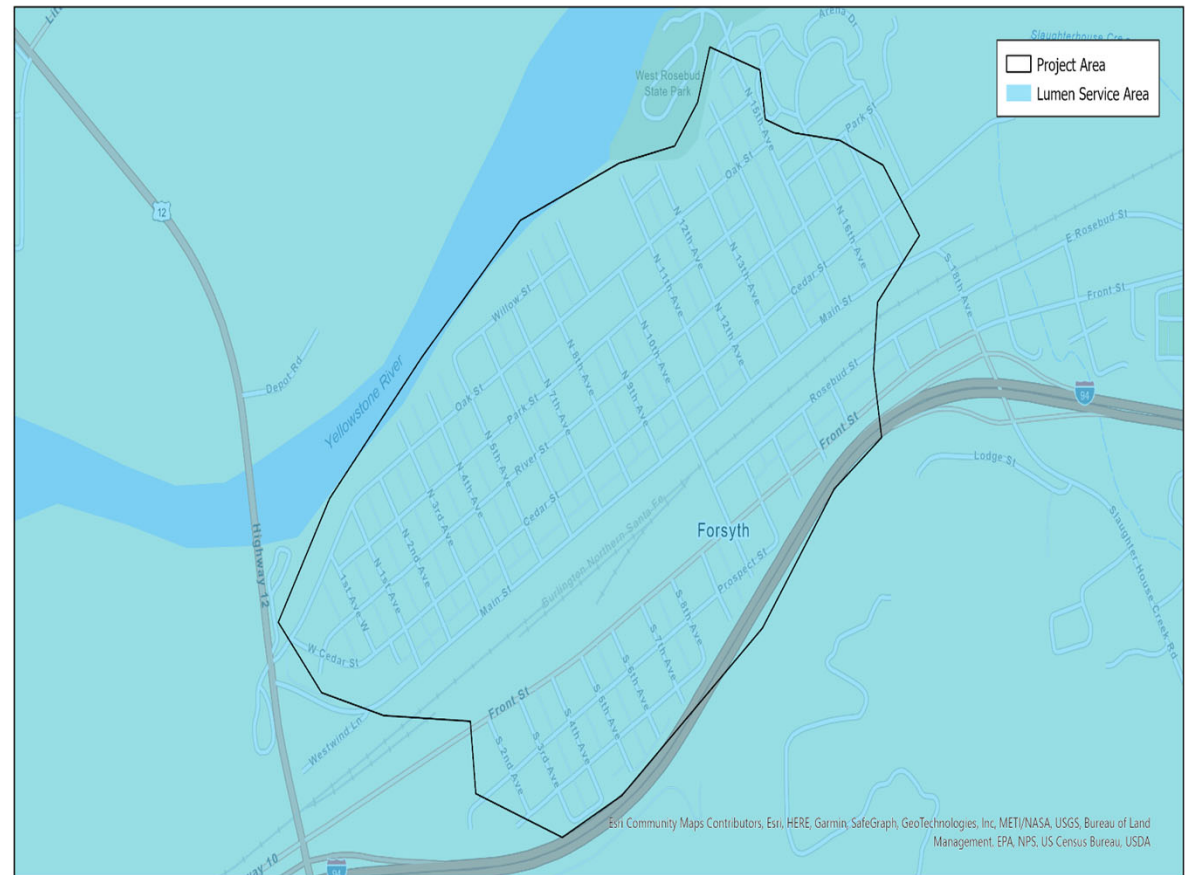 Arena Dr
Slaughterhouse Cre
Project Area
Lumen Service Area
West Rosebud
State Park
N 15th Ave
Park St
Oak St
12
N 12th Ave
N 13th Ave
N 16th Ave
E Rosebud St
S 18th Ave
Front St
Willow St
N 11th Ave
Cedar St
Main St
N 12th Ave
N 10th Ave
N 8th Ave
N 9th Ave
Rosebud St
Depot Rd
Yellowstone River
Oak St
Park St
N 7th Ave
Front St
94
N 5th Ave
River St
N 4th Ave
Cedar St
Lodge St
N 3rd Ave
Burlington Northern Santa Fe
Forsyth
Slaughter House Creek Rd
Highway 12
N 2nd Ave
N 1st Ave
1st Ave W
Main St
Prospect St
S 8th Ave
S 7th Ave
W Cedar St
S 6th Ave
S 5th Ave
Front St
Westwind Ln
S 4th Ave
S 3rd Ave
S 2nd Ave
Esri Community Maps Contributors, Esri, HERE, Garmin, SafeGraph, GeoTechnologies, Inc, METI/NASA, USGS, Bureau of Land
Management, EPA, NPS, US Census Bureau, USDA
way 10
94